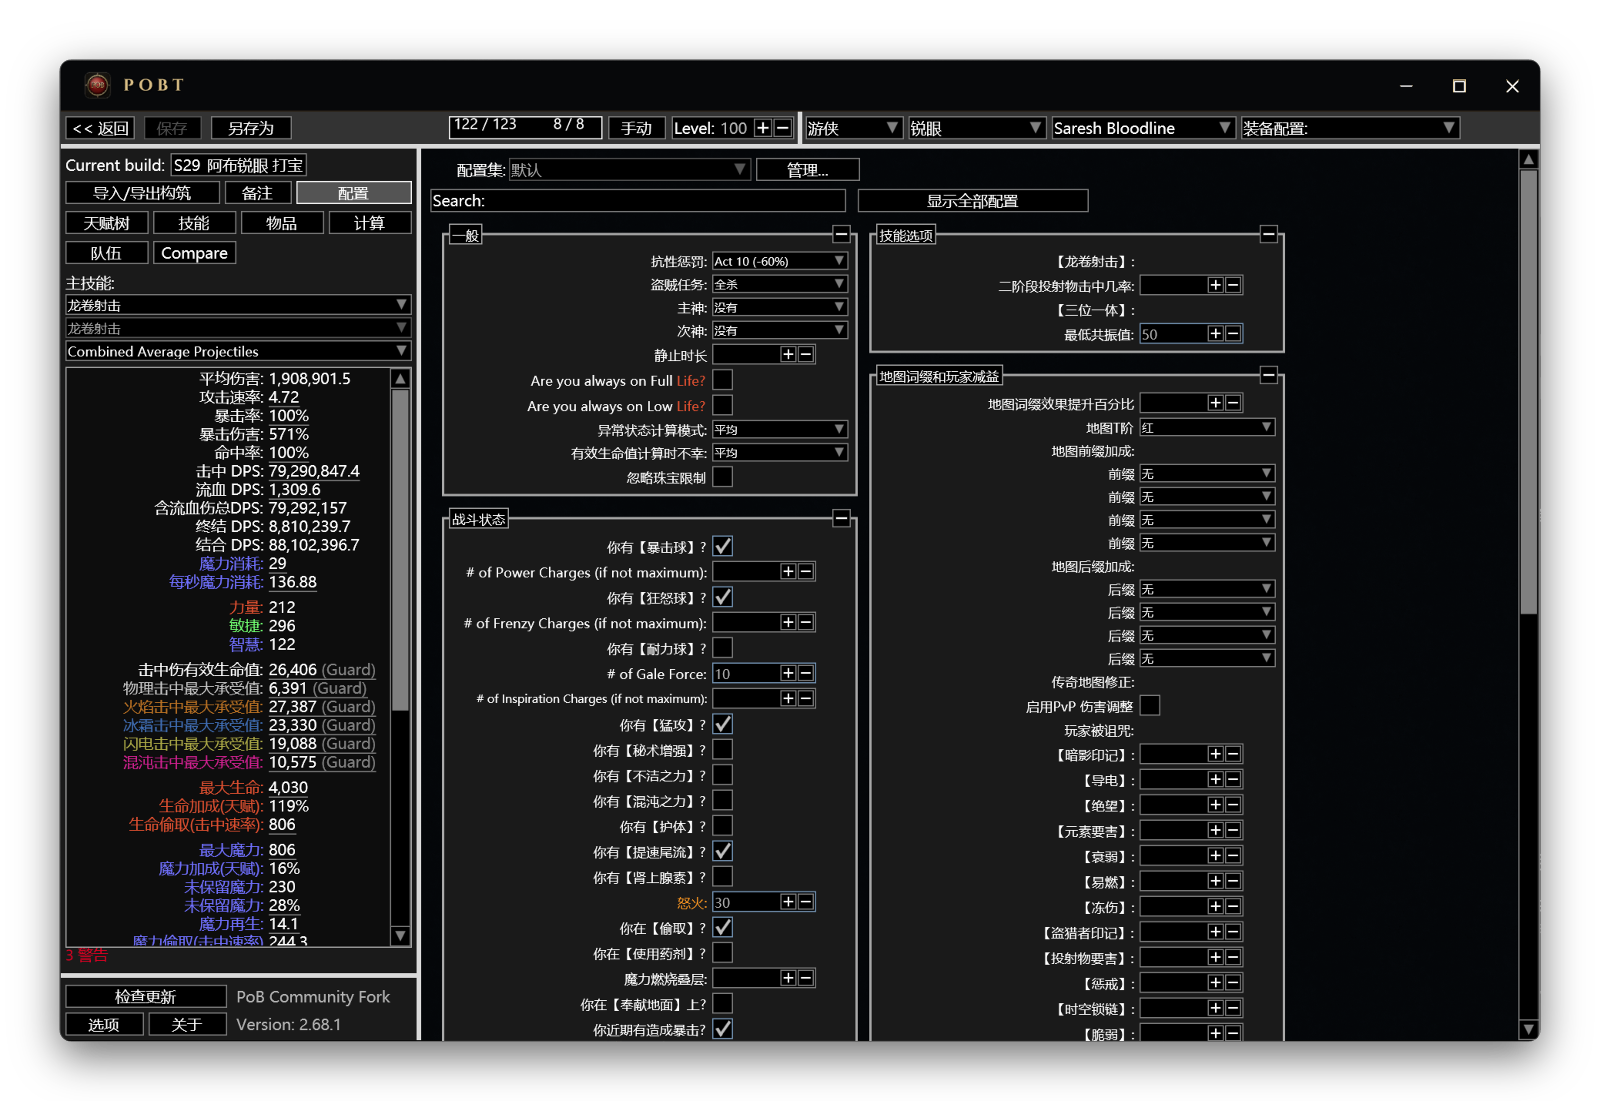 POBT
<< 返回
保存
另存为
122 / 123 8 / 8
手动
Level: 100
游侠
锐眼
Saresh Bloodline
装备配置:
Current build: S29 阿布锐眼 打宝
导入/导出构筑
备注
配置
天赋树
技能
物品
计算
队伍
Compare
主技能:
龙卷射击
龙卷射击
Combined Average Projectiles
平均伤害: 1,908,901.5
攻击速率: 4.72
暴击率: 100%
暴击伤害: 571%
命中率: 100%
击中 DPS: 79,290,847.4
流血 DPS: 1,309.6
含流血伤总DPS: 79,292,157
终结 DPS: 8,810,239.7
结合 DPS: 88,102,396.7
魔力消耗: 29
每秒魔力消耗: 136.88
力量: 212
敏捷: 296
智慧: 122
击中伤有效生命值: 26,406 (Guard)
物理击中最大承受值: 6,391 (Guard)
火焰击中最大承受值: 27,387 (Guard)
冰霜击中最大承受值: 23,330 (Guard)
闪电击中最大承受值: 19,088 (Guard)
混沌击中最大承受值: 10,575 (Guard)
最大生命: 4,030
生命加成(天赋): 119%
生命偷取(击中速率): 806
最大魔力: 806
魔力加成(天赋): 16%
未保留魔力: 230
未保留魔力: 28%
魔力再生: 14.1
魔力偷取(击中速率) 244.3
3 警告
检查更新
PoB Community Fork
选项
关于
Version: 2.68.1
配置集: 默认
管理...
Search:
显示全部配置
一般
抗性惩罚: Act 10 (-60%)
盗贼任务: 全杀
主神: 没有
次神: 没有
静止时长
Are you always on Full Life?
Are you always on Low Life?
异常状态计算模式: 平均
有效生命值计算时不幸: 平均
忽略珠宝限制
战斗状态
你有【暴击球】?
# of Power Charges (if not maximum):
你有【狂怒球】?
# of Frenzy Charges (if not maximum):
你有【耐力球】?
# of Gale Force: 10
# of Inspiration Charges (if not maximum):
你有【猛攻】?
你有【秘术增强】?
你有【不洁之力】?
你有【混沌之力】?
你有【护体】?
你有【提速尾流】?
你有【肾上腺素】?
怒火: 30
你在【偷取】?
你在【使用药剂】?
魔力燃烧叠层:
你在【奉献地面】上?
你近期有造成暴击?
技能选项
【龙卷射击】:
二阶段投射物击中几率:
【三位一体】:
最低共振值: 50
地图词缀和玩家减益
地图词缀效果提升百分比
地图T阶 红
地图前缀加成:
前缀 无
前缀 无
前缀 无
前缀 无
地图后缀加成:
后缀 无
后缀 无
后缀 无
后缀 无
传奇地图修正:
启用PvP 伤害调整
玩家被诅咒:
【暗影印记】:
【导电】:
【绝望】:
【元素要害】:
【衰弱】:
【易燃】:
【冻伤】:
【盗猎者印记】:
【投射物要害】:
【惩戒】:
【时空锁链】:
【脆弱】: